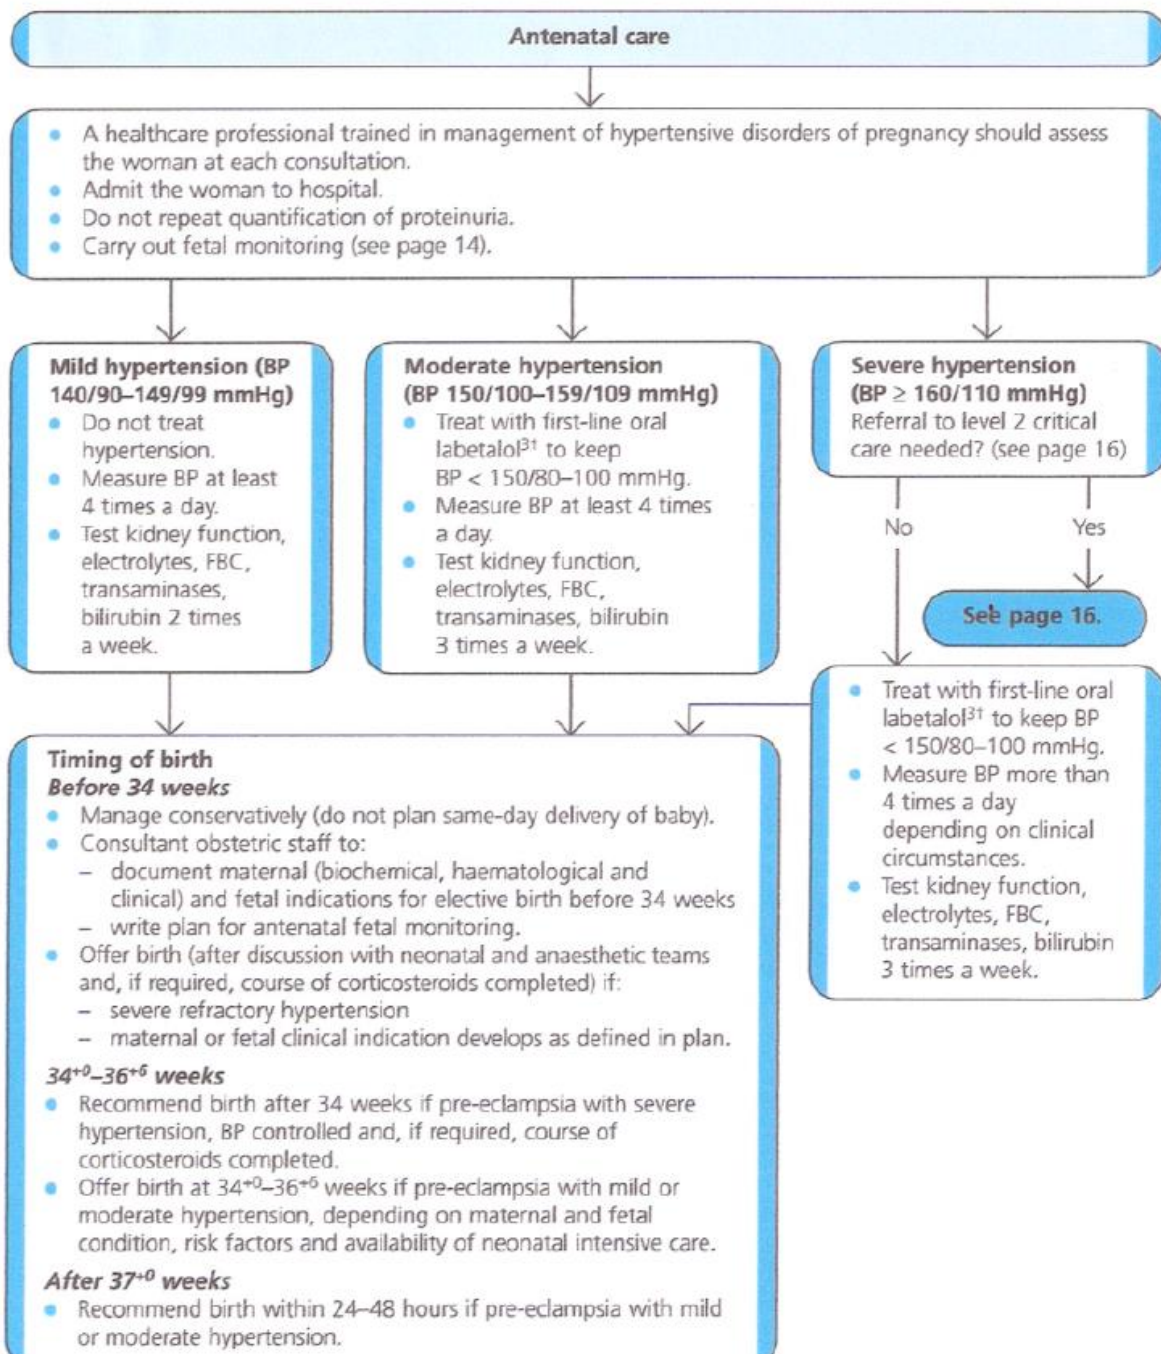 Antenatal care
• A healthcare professional trained in management of hypertensive disorders of pregnancy should assess
the woman at each consultation.
• Admit the woman to hospital.
• Do not repeat quantification of proteinuria.
• Carry out fetal monitoring (see page 14).
Mild hypertension (BP
140/90–149/99 mmHg)
• Do not treat
hypertension.
• Measure BP at least
4 times a day.
• Test kidney function,
electrolytes, FBC,
transaminases,
bilirubin 2 times
a week.
Moderate hypertension
(BP 150/100–159/109 mmHg)
• Treat with first-line oral
labetalol³† to keep
BP < 150/80–100 mmHg.
• Measure BP at least 4 times
a day.
• Test kidney function,
electrolytes, FBC,
transaminases, bilirubin
3 times a week.
Severe hypertension
(BP ≥ 160/110 mmHg)
Referral to level 2 critical
care needed? (see page 16)
No
Yes
See page 16.
• Treat with first-line oral
labetalol³† to keep BP
< 150/80–100 mmHg.
• Measure BP more than
4 times a day
depending on clinical
circumstances.
• Test kidney function,
electrolytes, FBC,
transaminases, bilirubin
3 times a week.
Timing of birth
Before 34 weeks
• Manage conservatively (do not plan same-day delivery of baby).
• Consultant obstetric staff to:
– document maternal (biochemical, haematological and
clinical) and fetal indications for elective birth before 34 weeks
– write plan for antenatal fetal monitoring.
• Offer birth (after discussion with neonatal and anaesthetic teams
and, if required, course of corticosteroids completed) if:
– severe refractory hypertension
– maternal or fetal clinical indication develops as defined in plan.
34⁺⁰–36⁺⁶ weeks
• Recommend birth after 34 weeks if pre-eclampsia with severe
hypertension, BP controlled and, if required, course of
corticosteroids completed.
• Offer birth at 34⁺⁰–36⁺⁶ weeks if pre-eclampsia with mild or
moderate hypertension, depending on maternal and fetal
condition, risk factors and availability of neonatal intensive care.
After 37⁺⁰ weeks
• Recommend birth within 24–48 hours if pre-eclampsia with mild
or moderate hypertension.